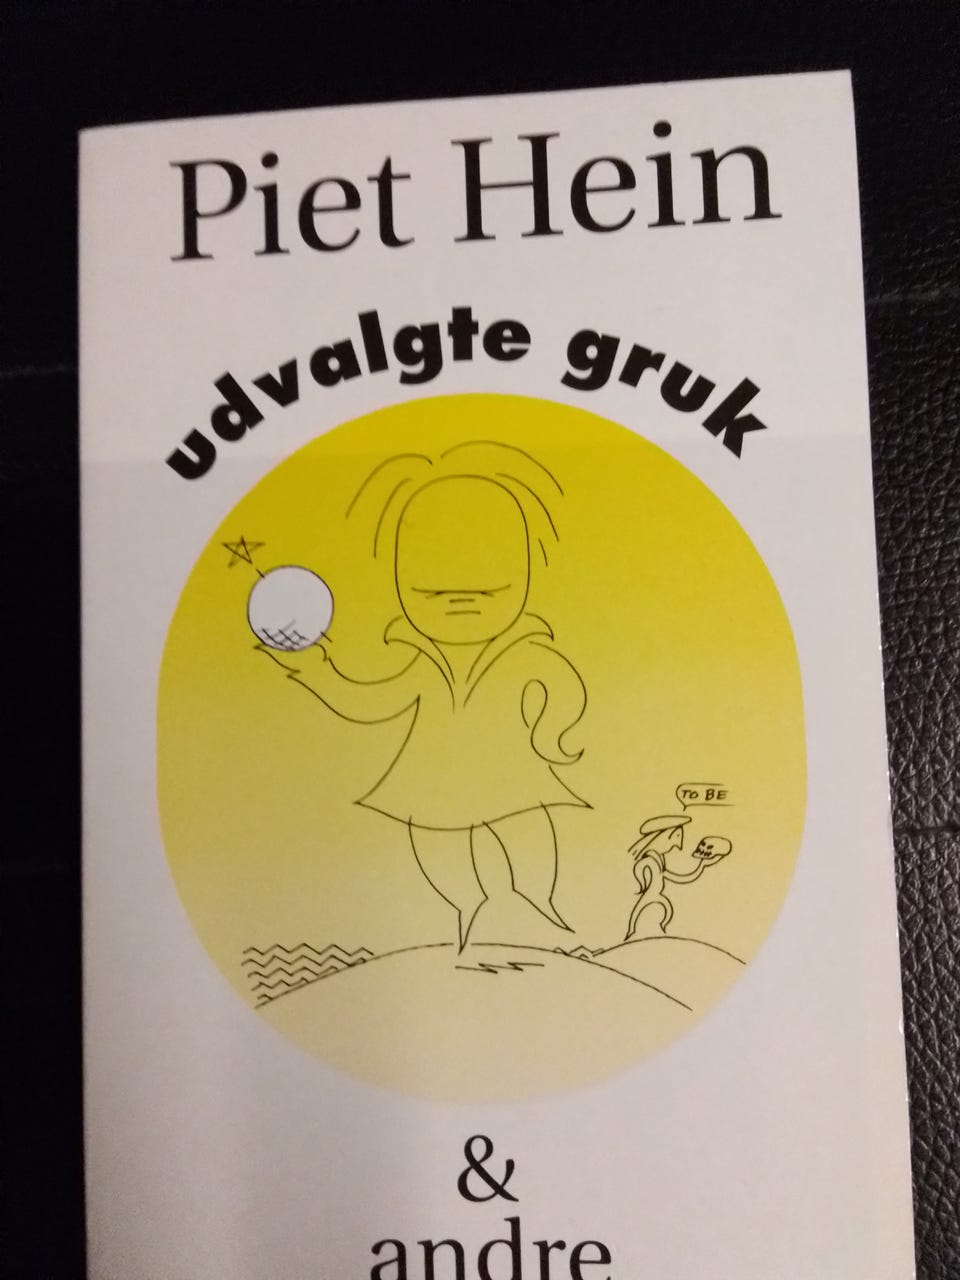 Piet Hein
udvalgte gruk
TO BE
&
andre